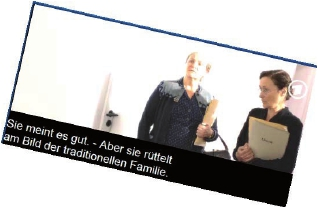 Sie meint es gut. - Aber sie rüttelt
am Bild der traditionellen Familie.